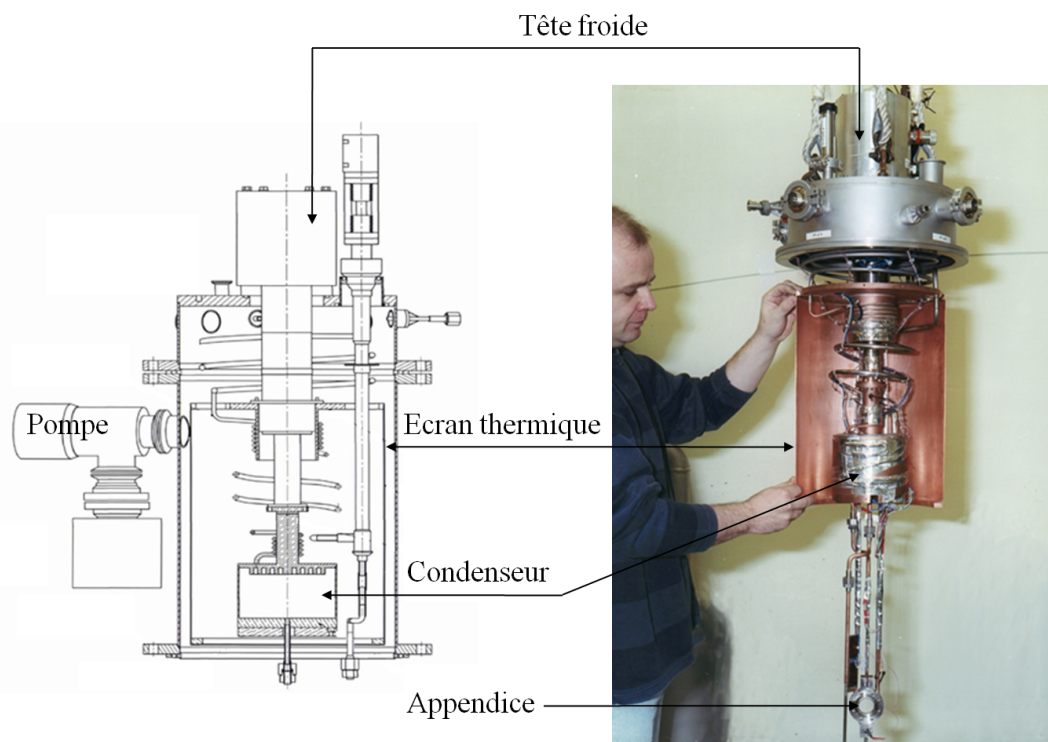 Tête froide
Pompe
Ecran thermique
Condenseur
Appendice